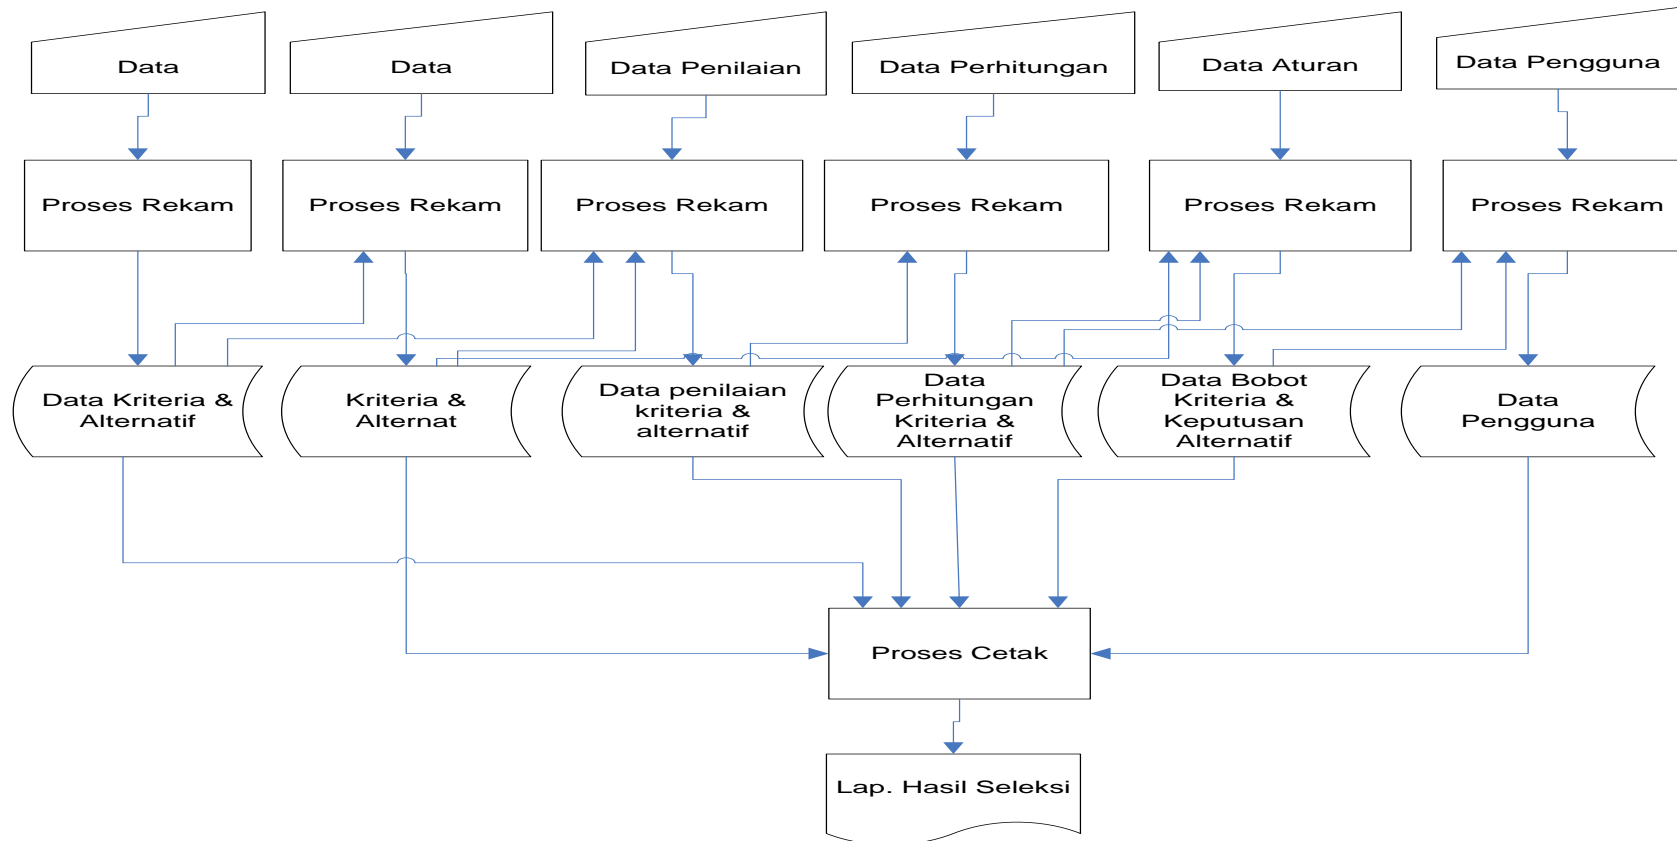 Data
Data
Data Penilaian
Data Perhitungan
Data Aturan
Data Pengguna
Proses Rekam
Proses Rekam
Proses Rekam
Proses Rekam
Proses Rekam
Proses Rekam
Data Kriteria &
Alternatif
Kriteria &
Alternat
Data penilaian
kriteria &
alternatif
Data
Perhitungan
Kriteria &
Alternatif
Data Bobot
Kriteria &
Keputusan
Alternatif
Data
Pengguna
Proses Cetak
Lap. Hasil Seleksi